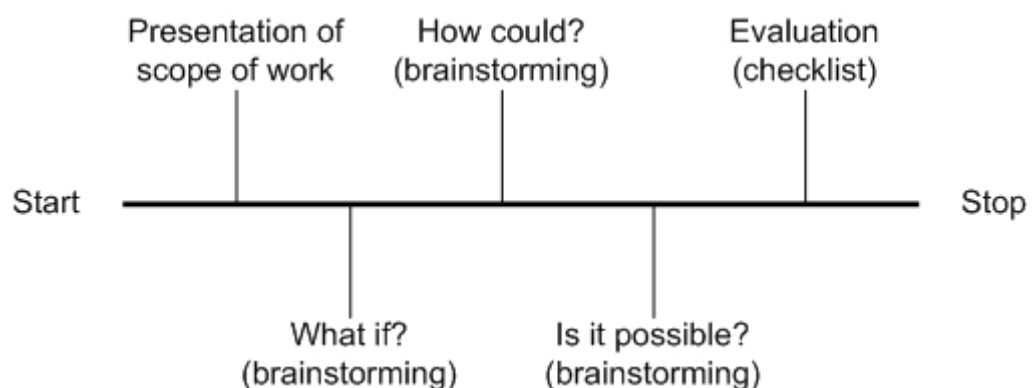 Presentation of
scope of work
How could?
(brainstorming)
Evaluation
(checklist)
Start
Stop
What if?
(brainstorming)
Is it possible?
(brainstorming)